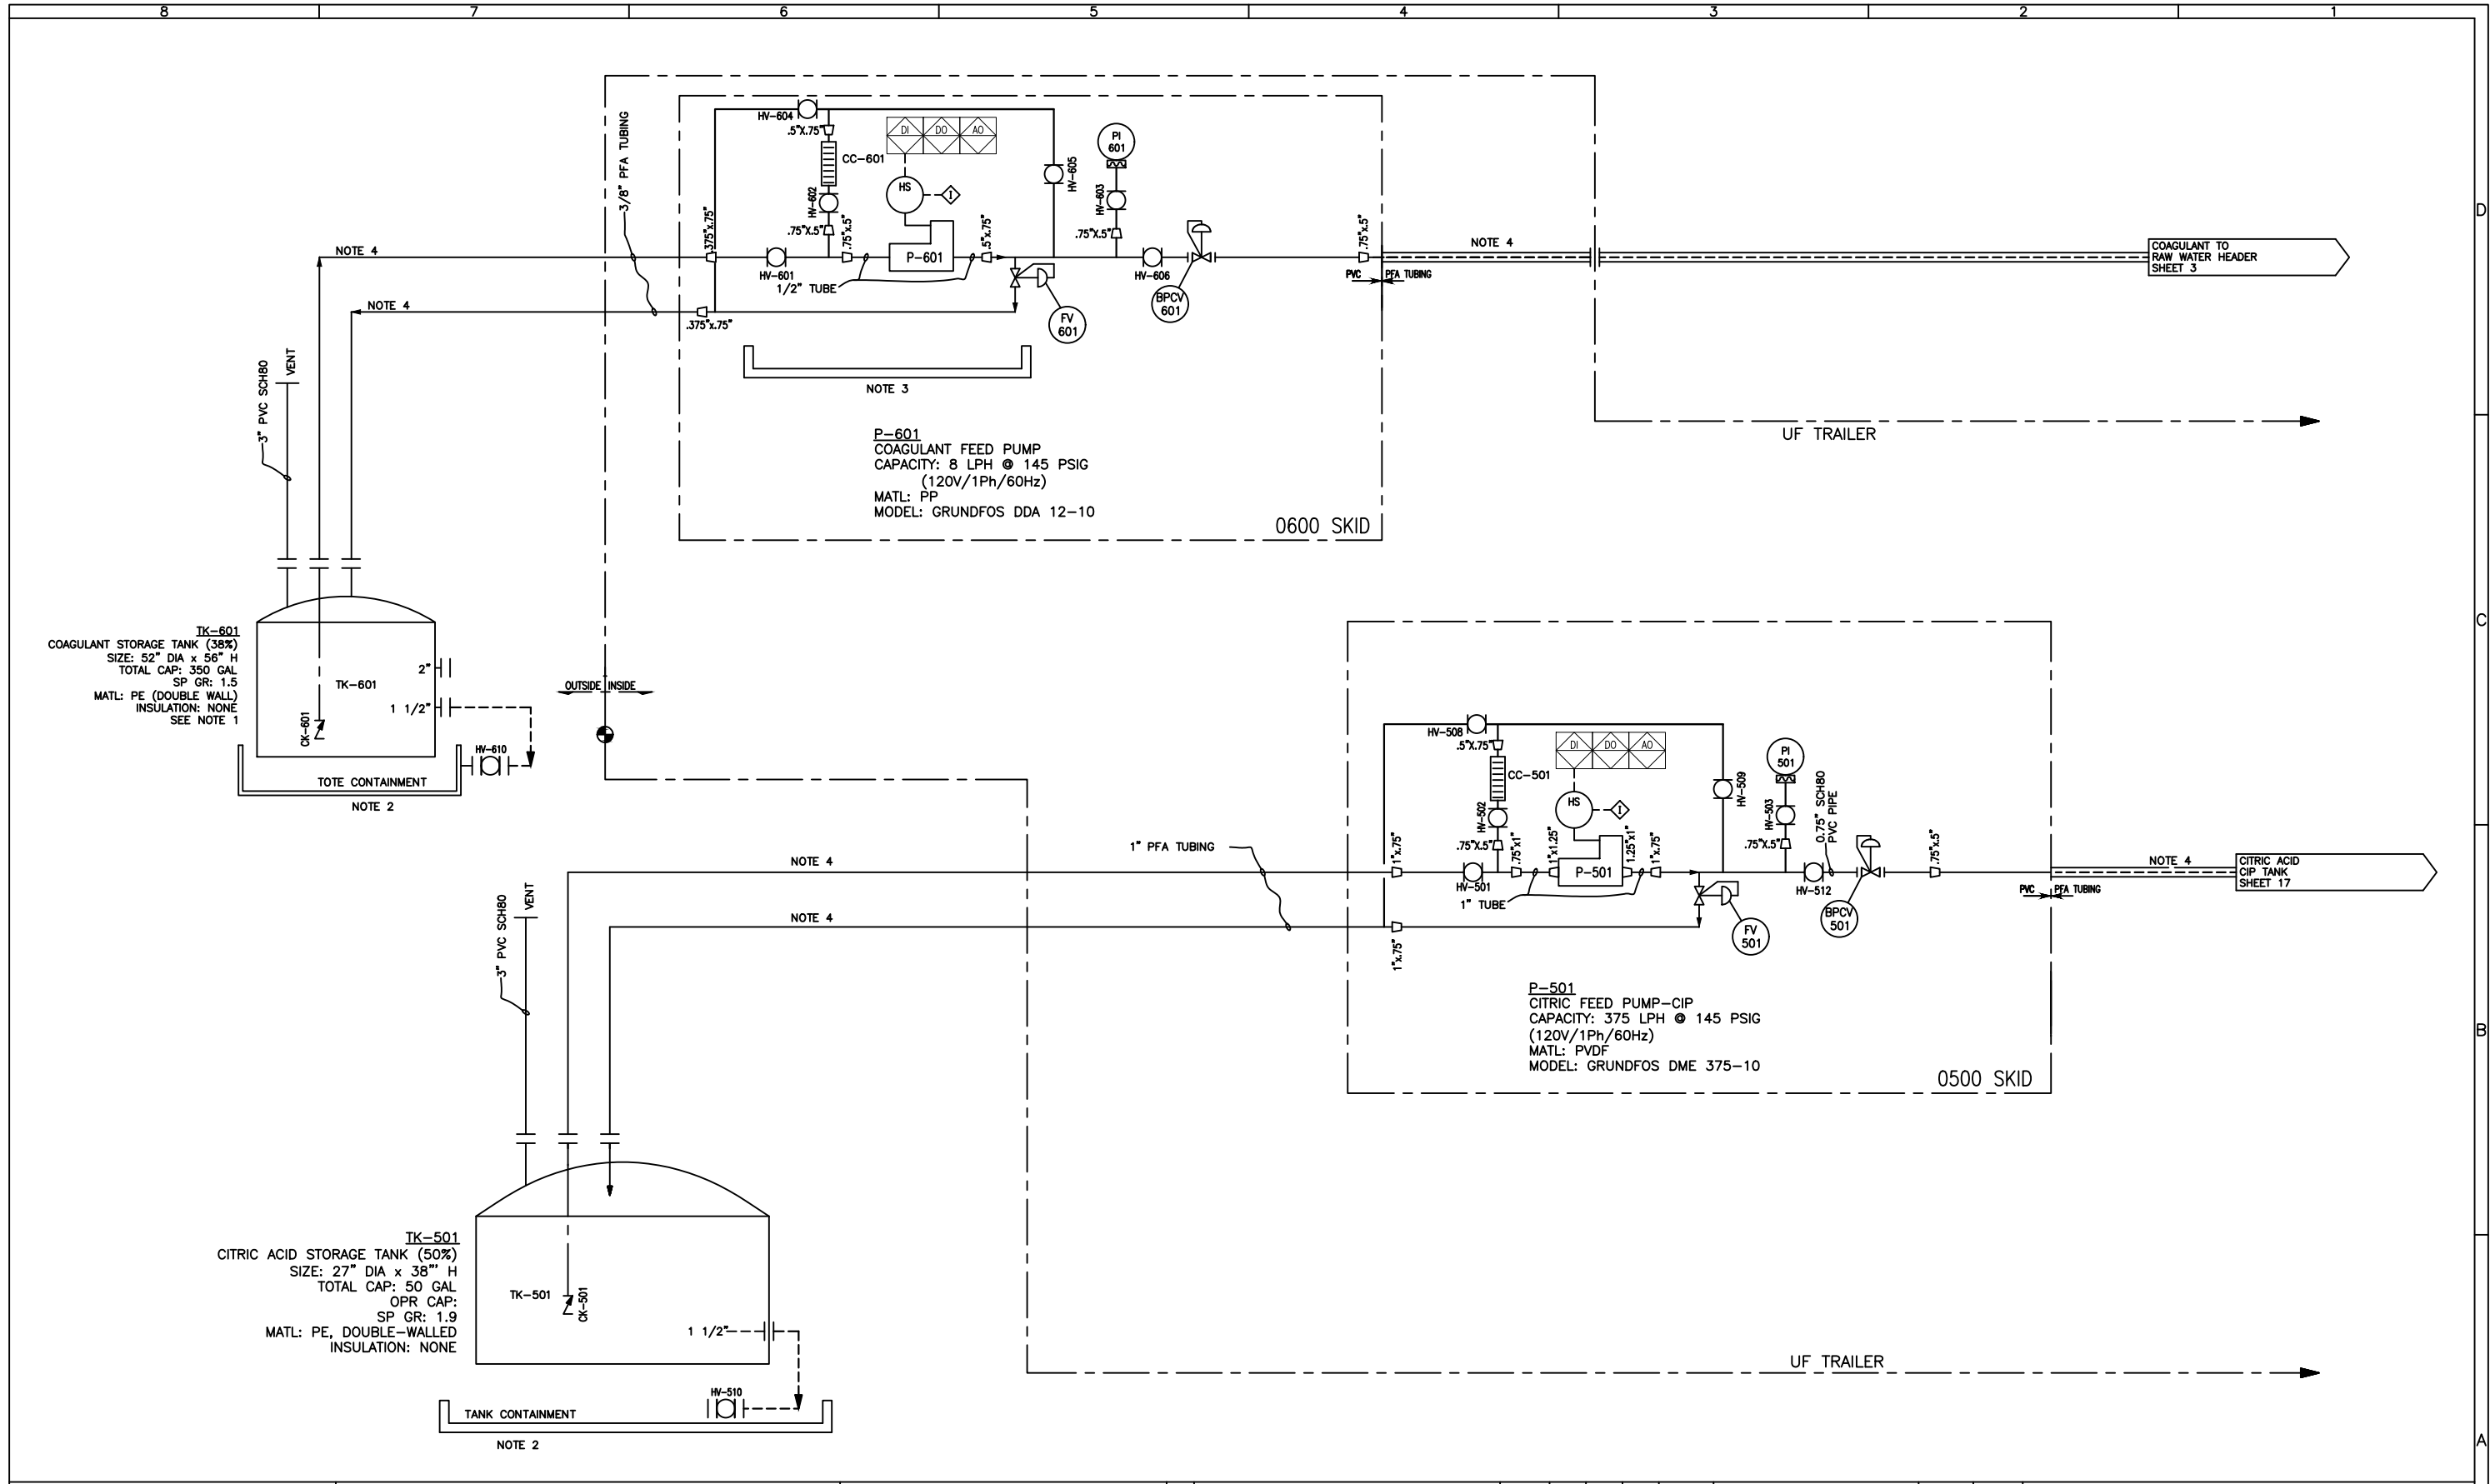 8 7 6 5 4 3 2 1
D
C
B
A
3/8" PFA TUBING
HV-604
.5"X.75"
DI DO AO
CC-601
HS
I
HV-602
.75"X.5"
.75"x.5"
.375"x.75"
HV-601
P-601
.5"x.75"
1/2" TUBE
HV-605
PI
601
HV-603
.75"X.5"
HV-606
BPCV
601
FV
601
.75"x.5"
PVC
PFA TUBING
NOTE 4
COAGULANT TO
RAW WATER HEADER
SHEET 3
NOTE 4
NOTE 4
.375"x.75"
NOTE 3
3" PVC SCH80
VENT
P-601
COAGULANT FEED PUMP
CAPACITY: 8 LPH @ 145 PSIG
(120V/1Ph/60Hz)
MATL: PP
MODEL: GRUNDFOS DDA 12-10
0600 SKID
UF TRAILER
TK-601
COAGULANT STORAGE TANK (38%)
SIZE: 52" DIA x 56" H
TOTAL CAP: 350 GAL
SP GR: 1.5
MATL: PE (DOUBLE WALL)
INSULATION: NONE
SEE NOTE 1
TK-601
2"
1 1/2"
CK-601
HV-610
TOTE CONTAINMENT
NOTE 2
OUTSIDE INSIDE
HV-508
.5"X.75"
DI DO AO
CC-501
HS
I
HV-502
.75"X.5"
.75"x1"
1"x1.25"
1.25"x1"
1"x.75"
1"x.75"
HV-501
P-501
1" TUBE
HV-509
PI
501
HV-503
.75"X.5"
0.75" SCH80
PVC PIPE
HV-512
BPCV
501
FV
501
.75"x.5"
PVC
PFA TUBING
NOTE 4
CITRIC ACID
CIP TANK
SHEET 17
1" PFA TUBING
NOTE 4
NOTE 4
1"x.75"
3" PVC SCH80
VENT
P-501
CITRIC FEED PUMP-CIP
CAPACITY: 375 LPH @ 145 PSIG
(120V/1Ph/60Hz)
MATL: PVDF
MODEL: GRUNDFOS DME 375-10
0500 SKID
TK-501
CITRIC ACID STORAGE TANK (50%)
SIZE: 27" DIA x 38"' H
TOTAL CAP: 50 GAL
OPR CAP:
SP GR: 1.9
MATL: PE, DOUBLE-WALLED
INSULATION: NONE
TK-501
CK-501
1 1/2"
HV-510
TANK CONTAINMENT
NOTE 2
UF TRAILER